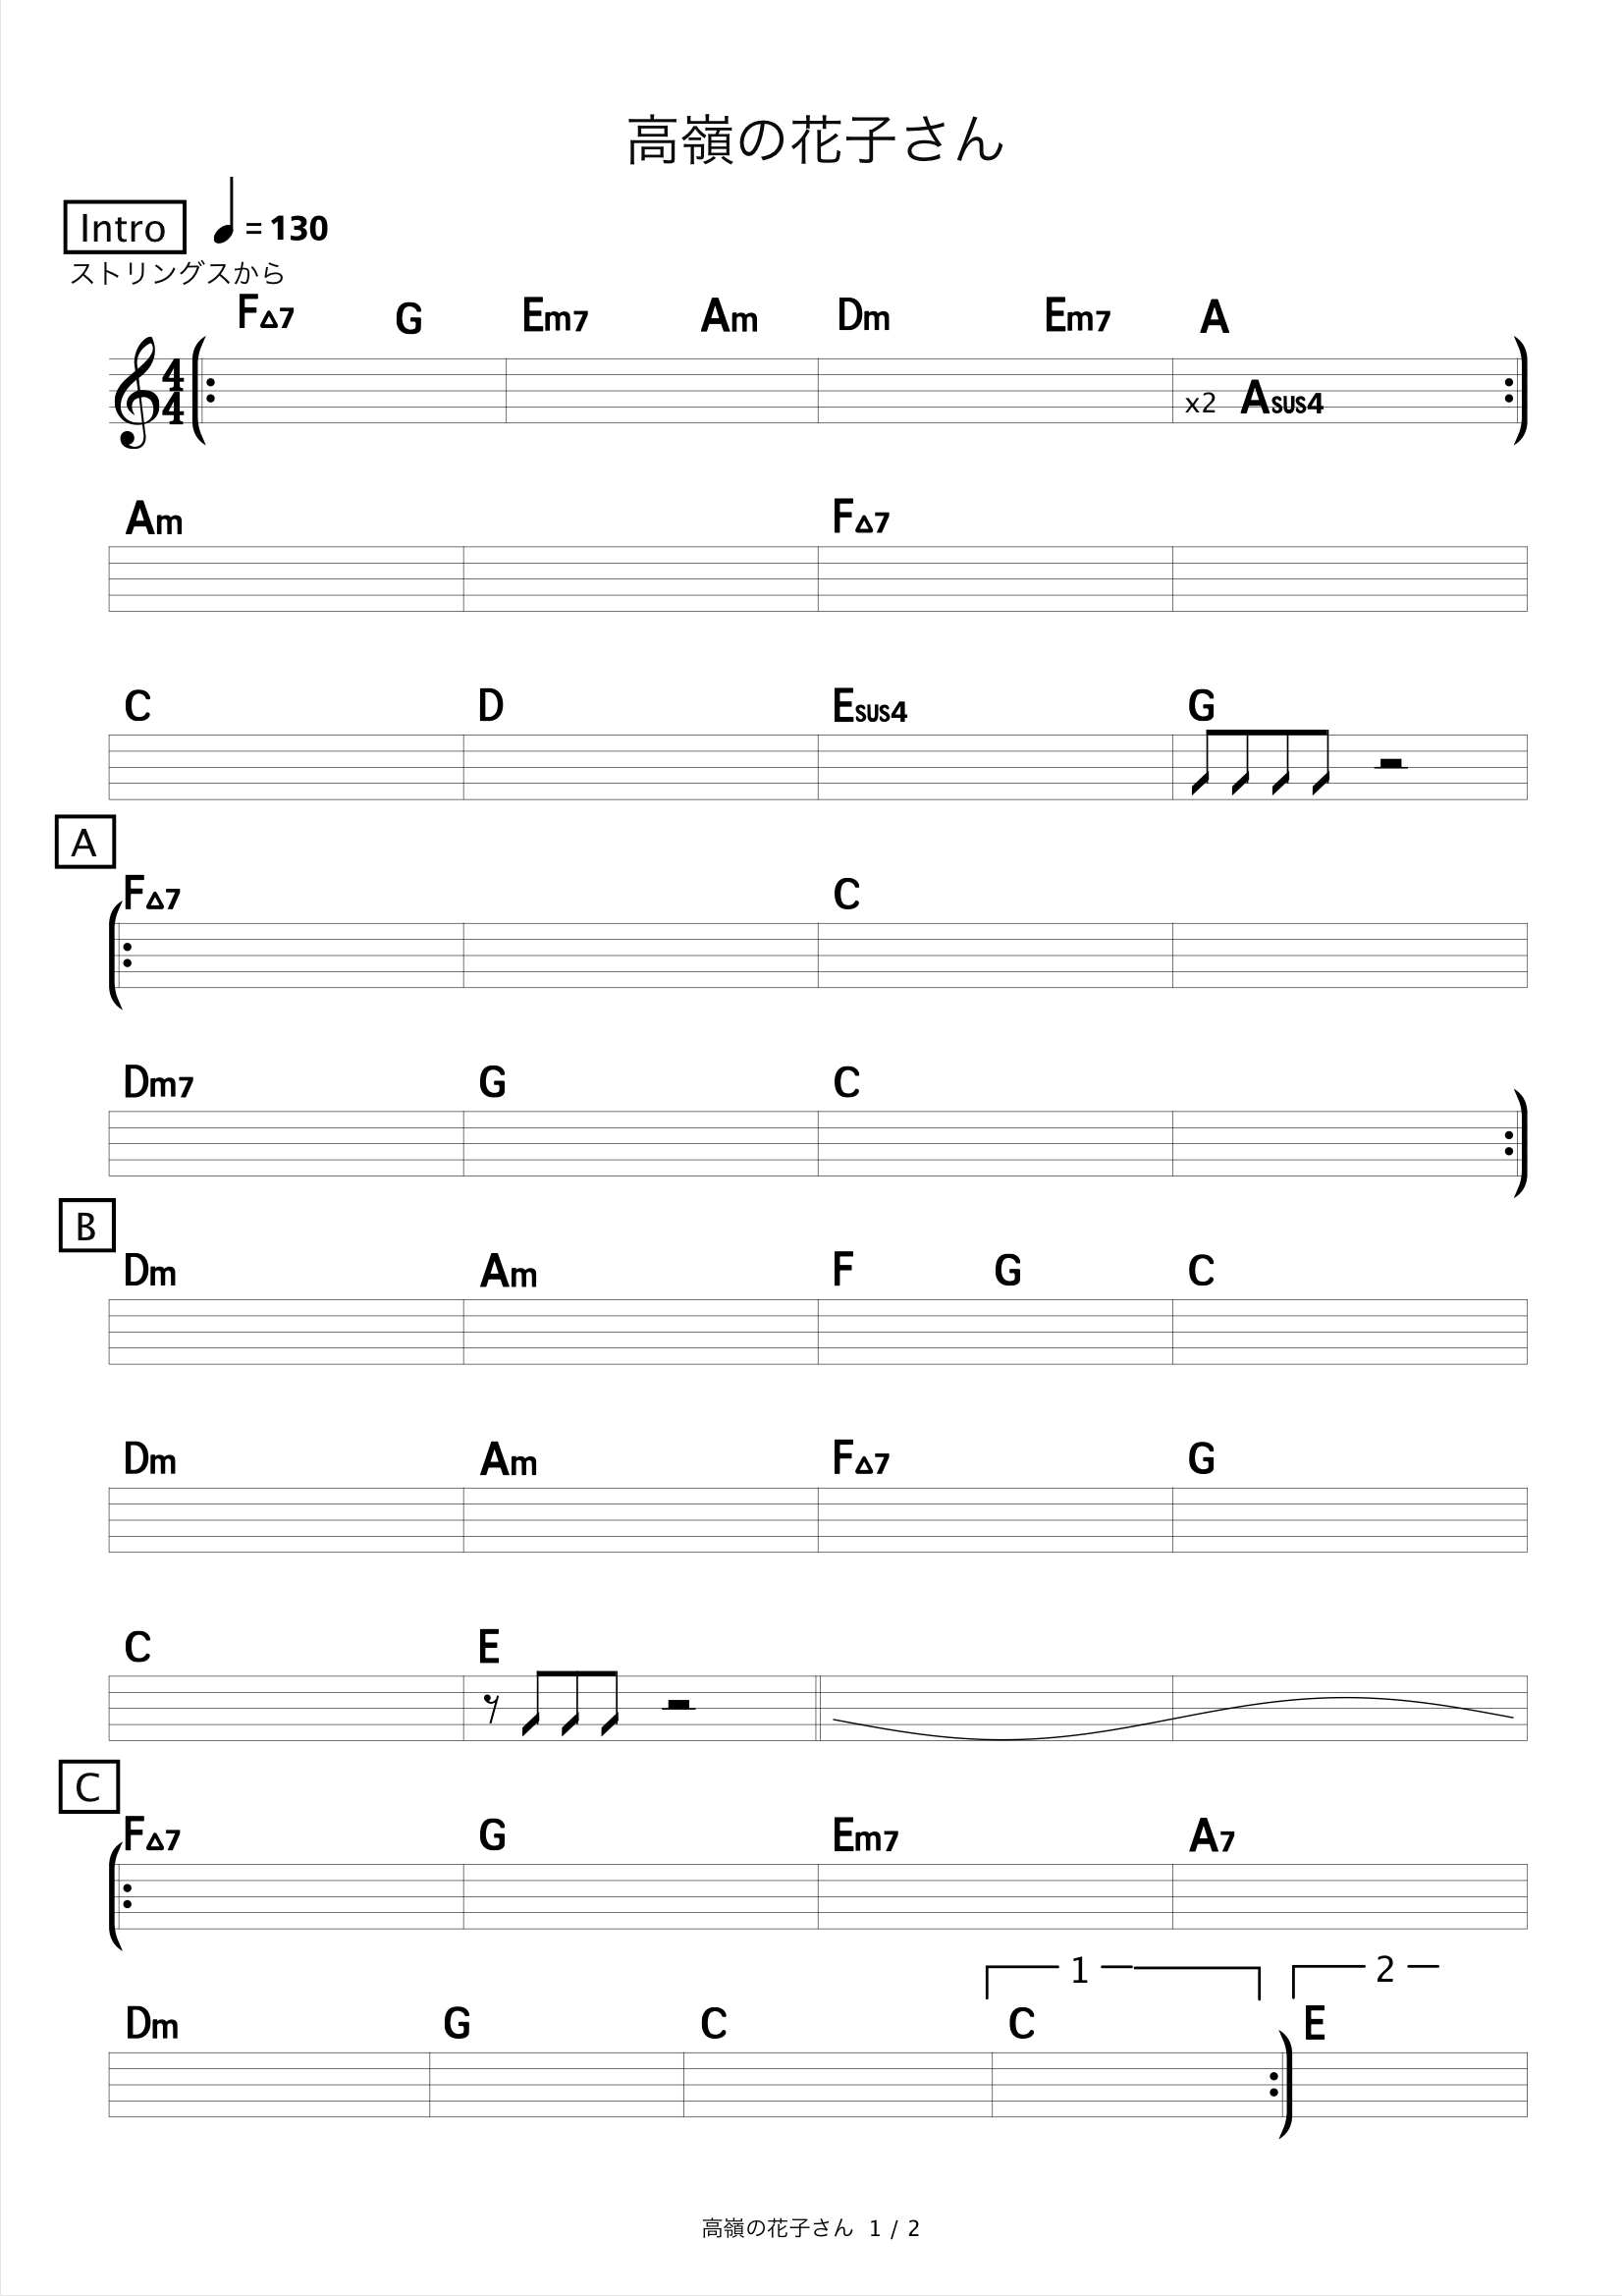 高嶺の花子さん
Intro ♩ = 130
ストリングスから
F△7 G Em7 Am Dm Em7 A
4
4
x2 Asus4
Am F△7
C D Esus4 G
A
F△7 C
Dm7 G C
B
Dm Am F G C
Dm Am F△7 G
C E
C
F△7 G Em7 A7
1 2
Dm G C C E
高嶺の花子さん 1 / 2